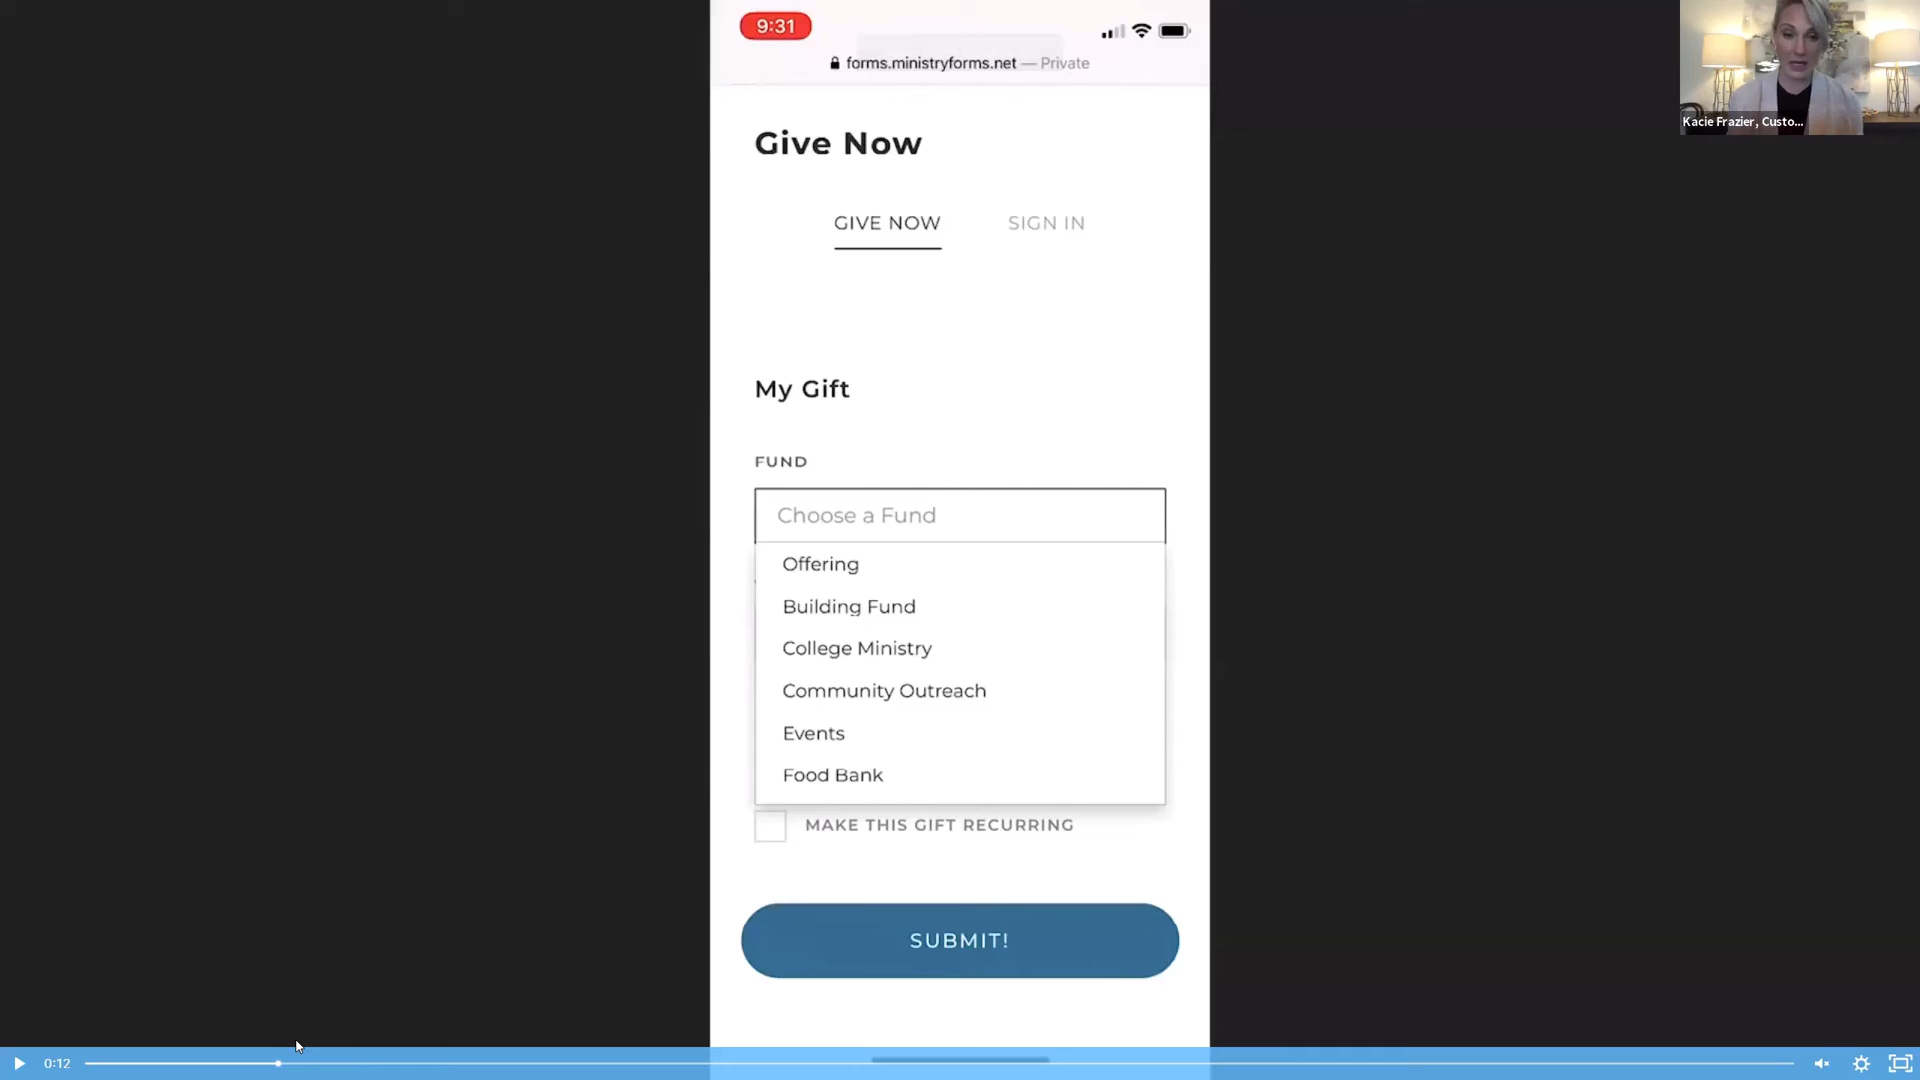 9:31
forms.ministryforms.net — Private
Kacie Frazier, Custo...
Give Now
GIVE NOW
SIGN IN
My Gift
FUND
Choose a Fund
Offering
Building Fund
College Ministry
Community Outreach
Events
Food Bank
MAKE THIS GIFT RECURRING
SUBMIT!
0:12